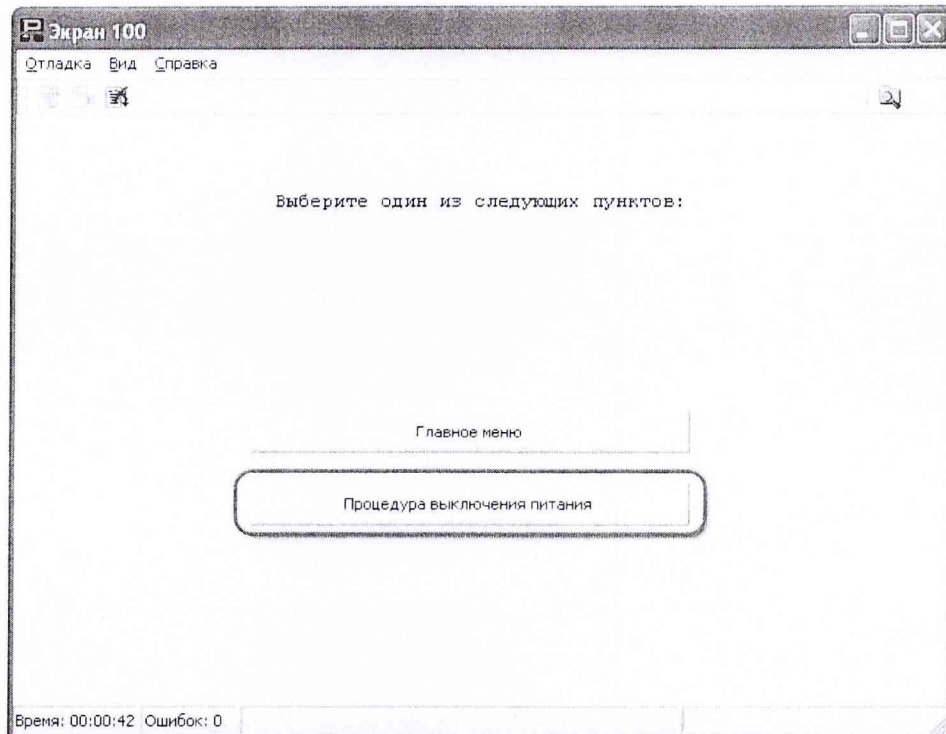 Экран 100
Отладка Вид Справка
Выберите один из следующих пунктов:
Главное меню
Процедура выключения питания
Время: 00:00:42 Ошибок: 0